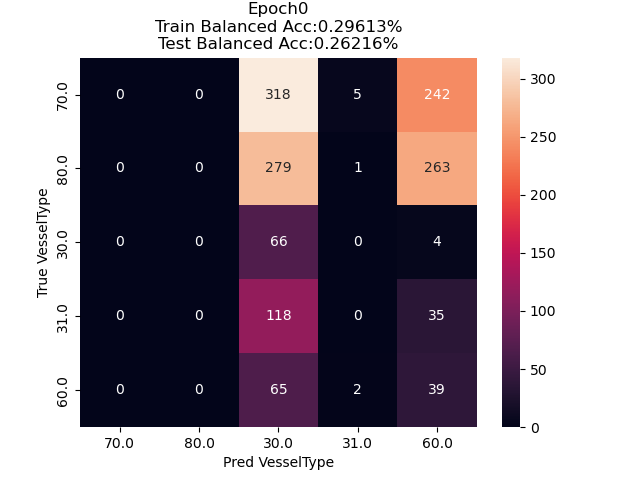 Epoch0
Train Balanced Acc:0.29613%
Test Balanced Acc:0.26216%
70.0 0 0 318 5 242
80.0 0 0 279 1 263
30.0 0 0 66 0 4
31.0 0 0 118 0 35
60.0 0 0 65 2 39
70.0 80.0 30.0 31.0 60.0
Pred VesselType
True VesselType
300
250
200
150
100
50
0